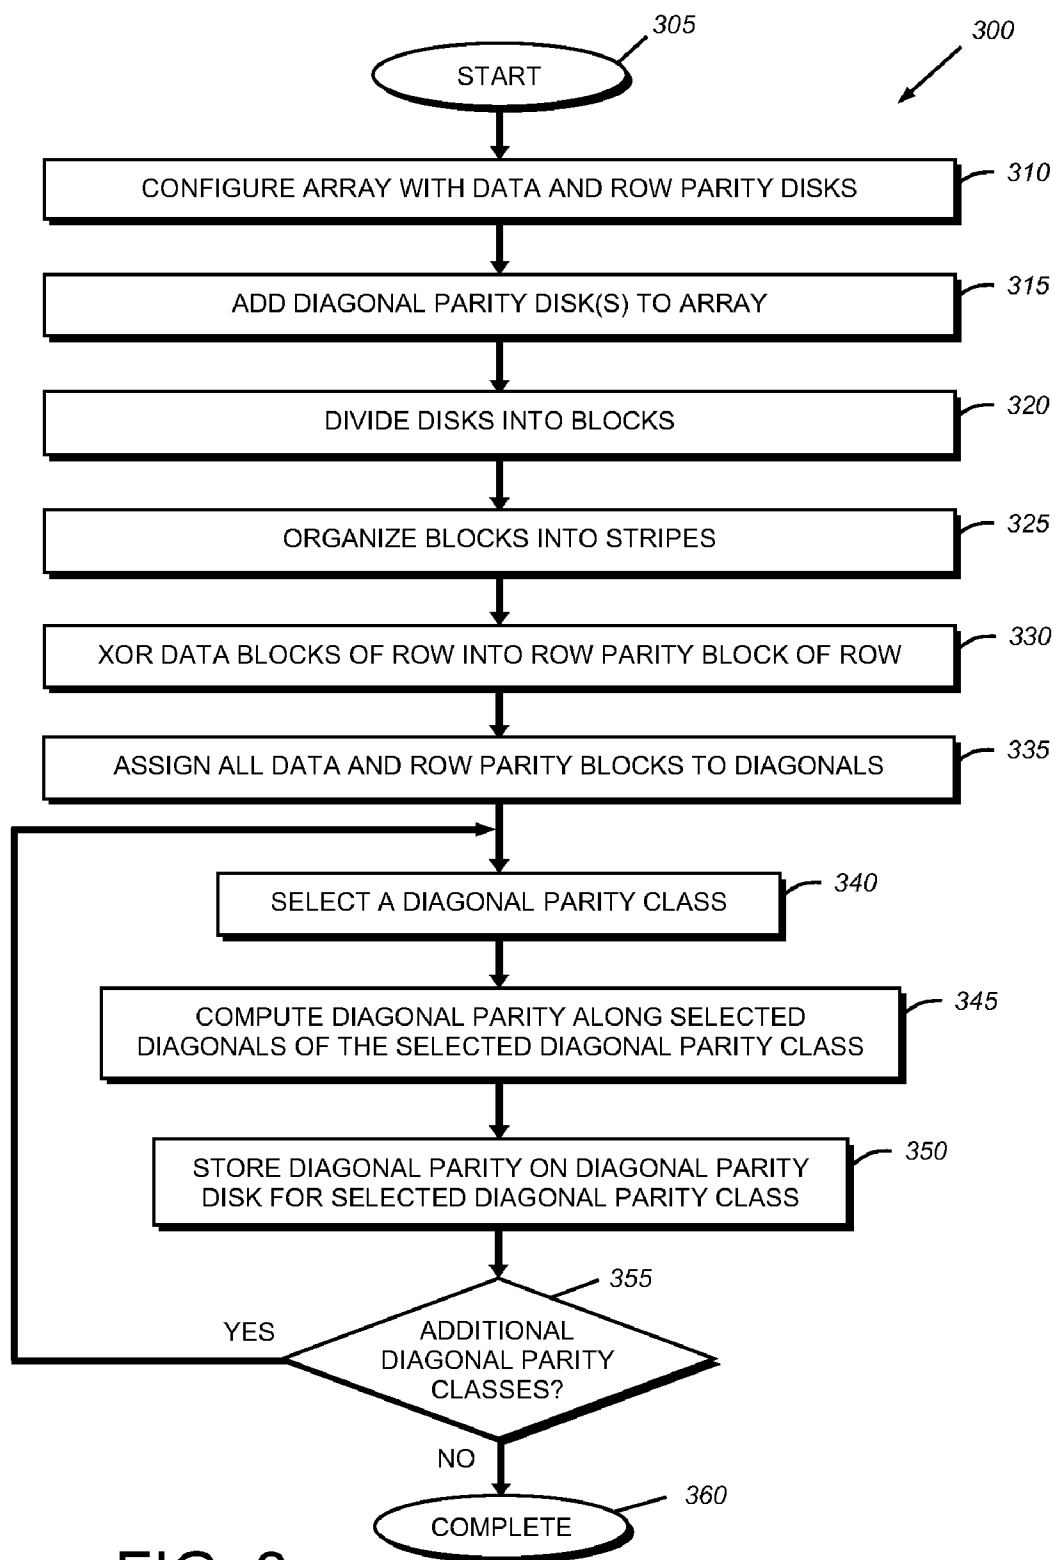 305
300
START
CONFIGURE ARRAY WITH DATA AND ROW PARITY DISKS
310
ADD DIAGONAL PARITY DISK(S) TO ARRAY
315
DIVIDE DISKS INTO BLOCKS
320
ORGANIZE BLOCKS INTO STRIPES
325
XOR DATA BLOCKS OF ROW INTO ROW PARITY BLOCK OF ROW
330
ASSIGN ALL DATA AND ROW PARITY BLOCKS TO DIAGONALS
335
SELECT A DIAGONAL PARITY CLASS
340
COMPUTE DIAGONAL PARITY ALONG SELECTED
DIAGONALS OF THE SELECTED DIAGONAL PARITY CLASS
345
STORE DIAGONAL PARITY ON DIAGONAL PARITY
DISK FOR SELECTED DIAGONAL PARITY CLASS
350
355
YES
ADDITIONAL
DIAGONAL PARITY
CLASSES?
NO
360
COMPLETE
FIG.